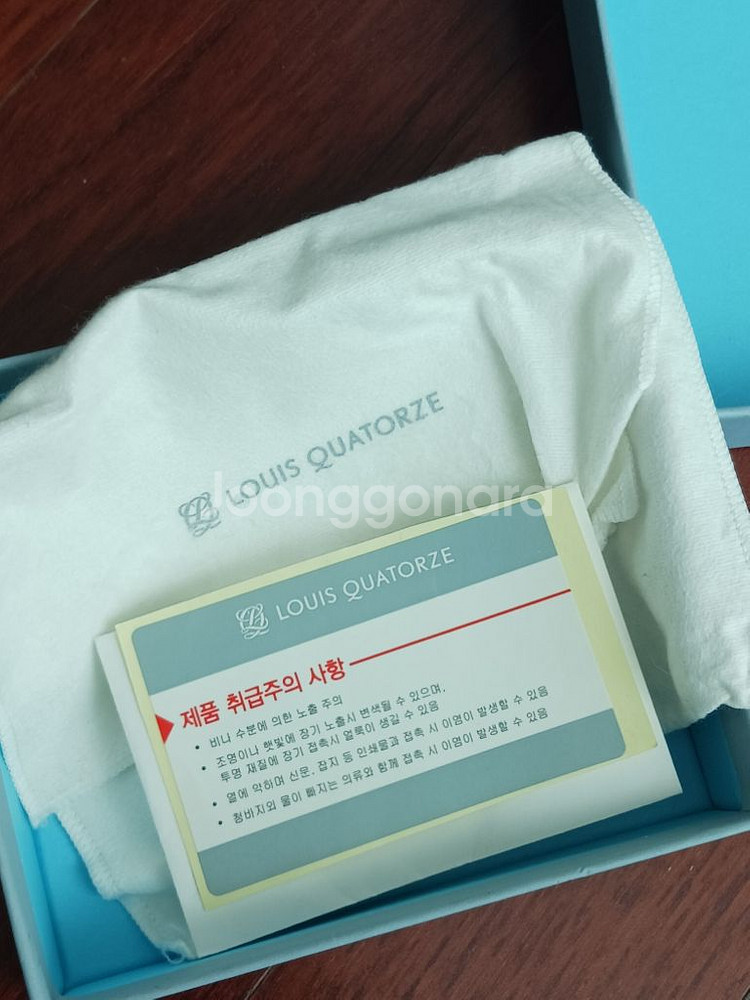 LOUIS QUATORZE
Joonggonara
LOUIS QUATORZE
제품 취급주의 사항
• 비나 수분에 의한 노출 주의
• 조명이나 햇빛에 장기 노출시 변색될 수 있으며,
투명 재질에 장기 접촉시 얼룩이 생길 수 있음
• 열에 약하며 신문, 잡지 등 인쇄물과 접촉 시 이염이 발생할 수 있음
• 청바지외 물이 빠지는 의류와 함께 접촉 시 이염이 발생할 수 있음